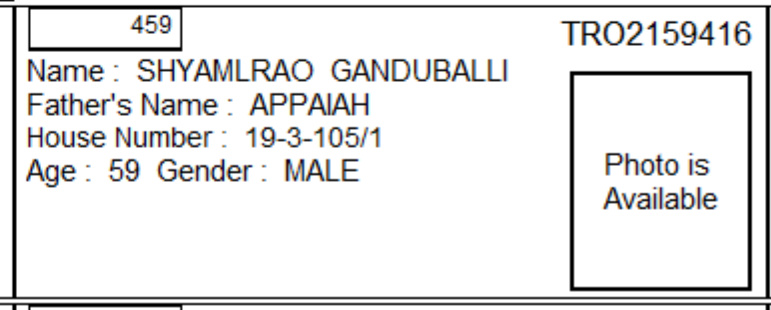 459
TRO2159416
Name : SHYAMLRAO GANDUBALLI
Father's Name : APPAIAH
House Number : 19-3-105/1
Age : 59 Gender : MALE
Photo is
Available